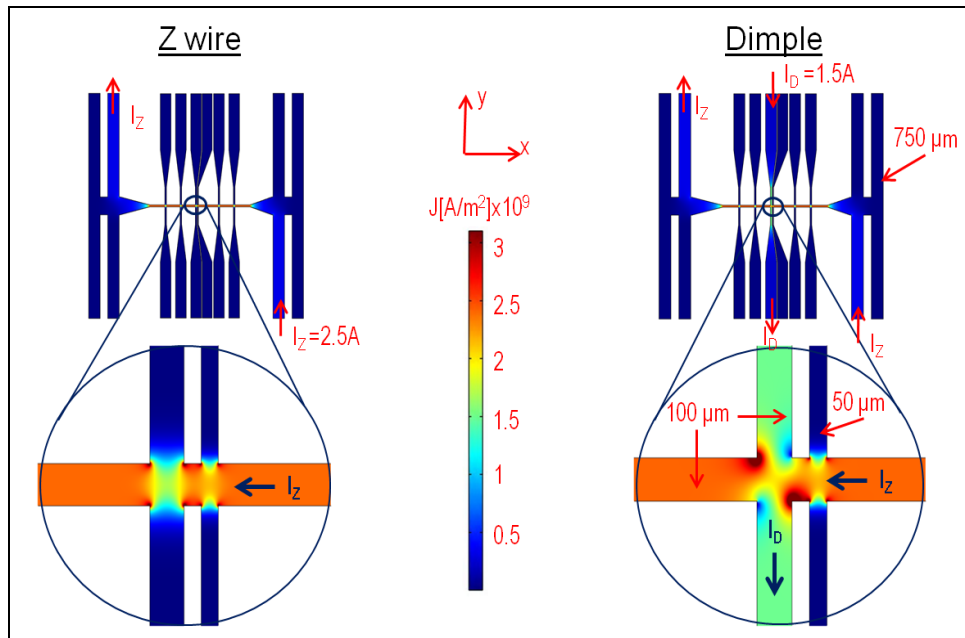 Z wire
Dimple
I_Z
y
x
I_D =1.5A
I_Z
750 µm
J[A/m²]x10⁹
3
2.5
2
1.5
1
0.5
I_Z=2.5A
I_D
I_Z
100 µm
50 µm
I_Z
I_Z
I_D